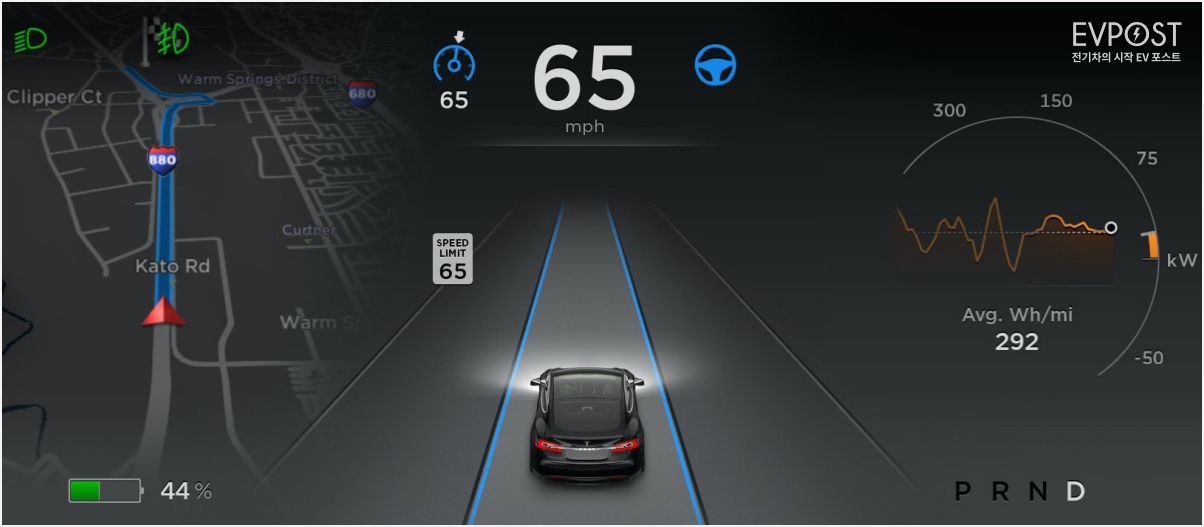 Clipper Ct
Warm Springs District
680
880
Curtner
Kato Rd
Warm Sp
44 %
65
65
mph
SPEED
LIMIT
65
EVPOST
전기차의 시작 EV 포스트
300
150
75
kW
-50
Avg. Wh/mi
292
P R N D